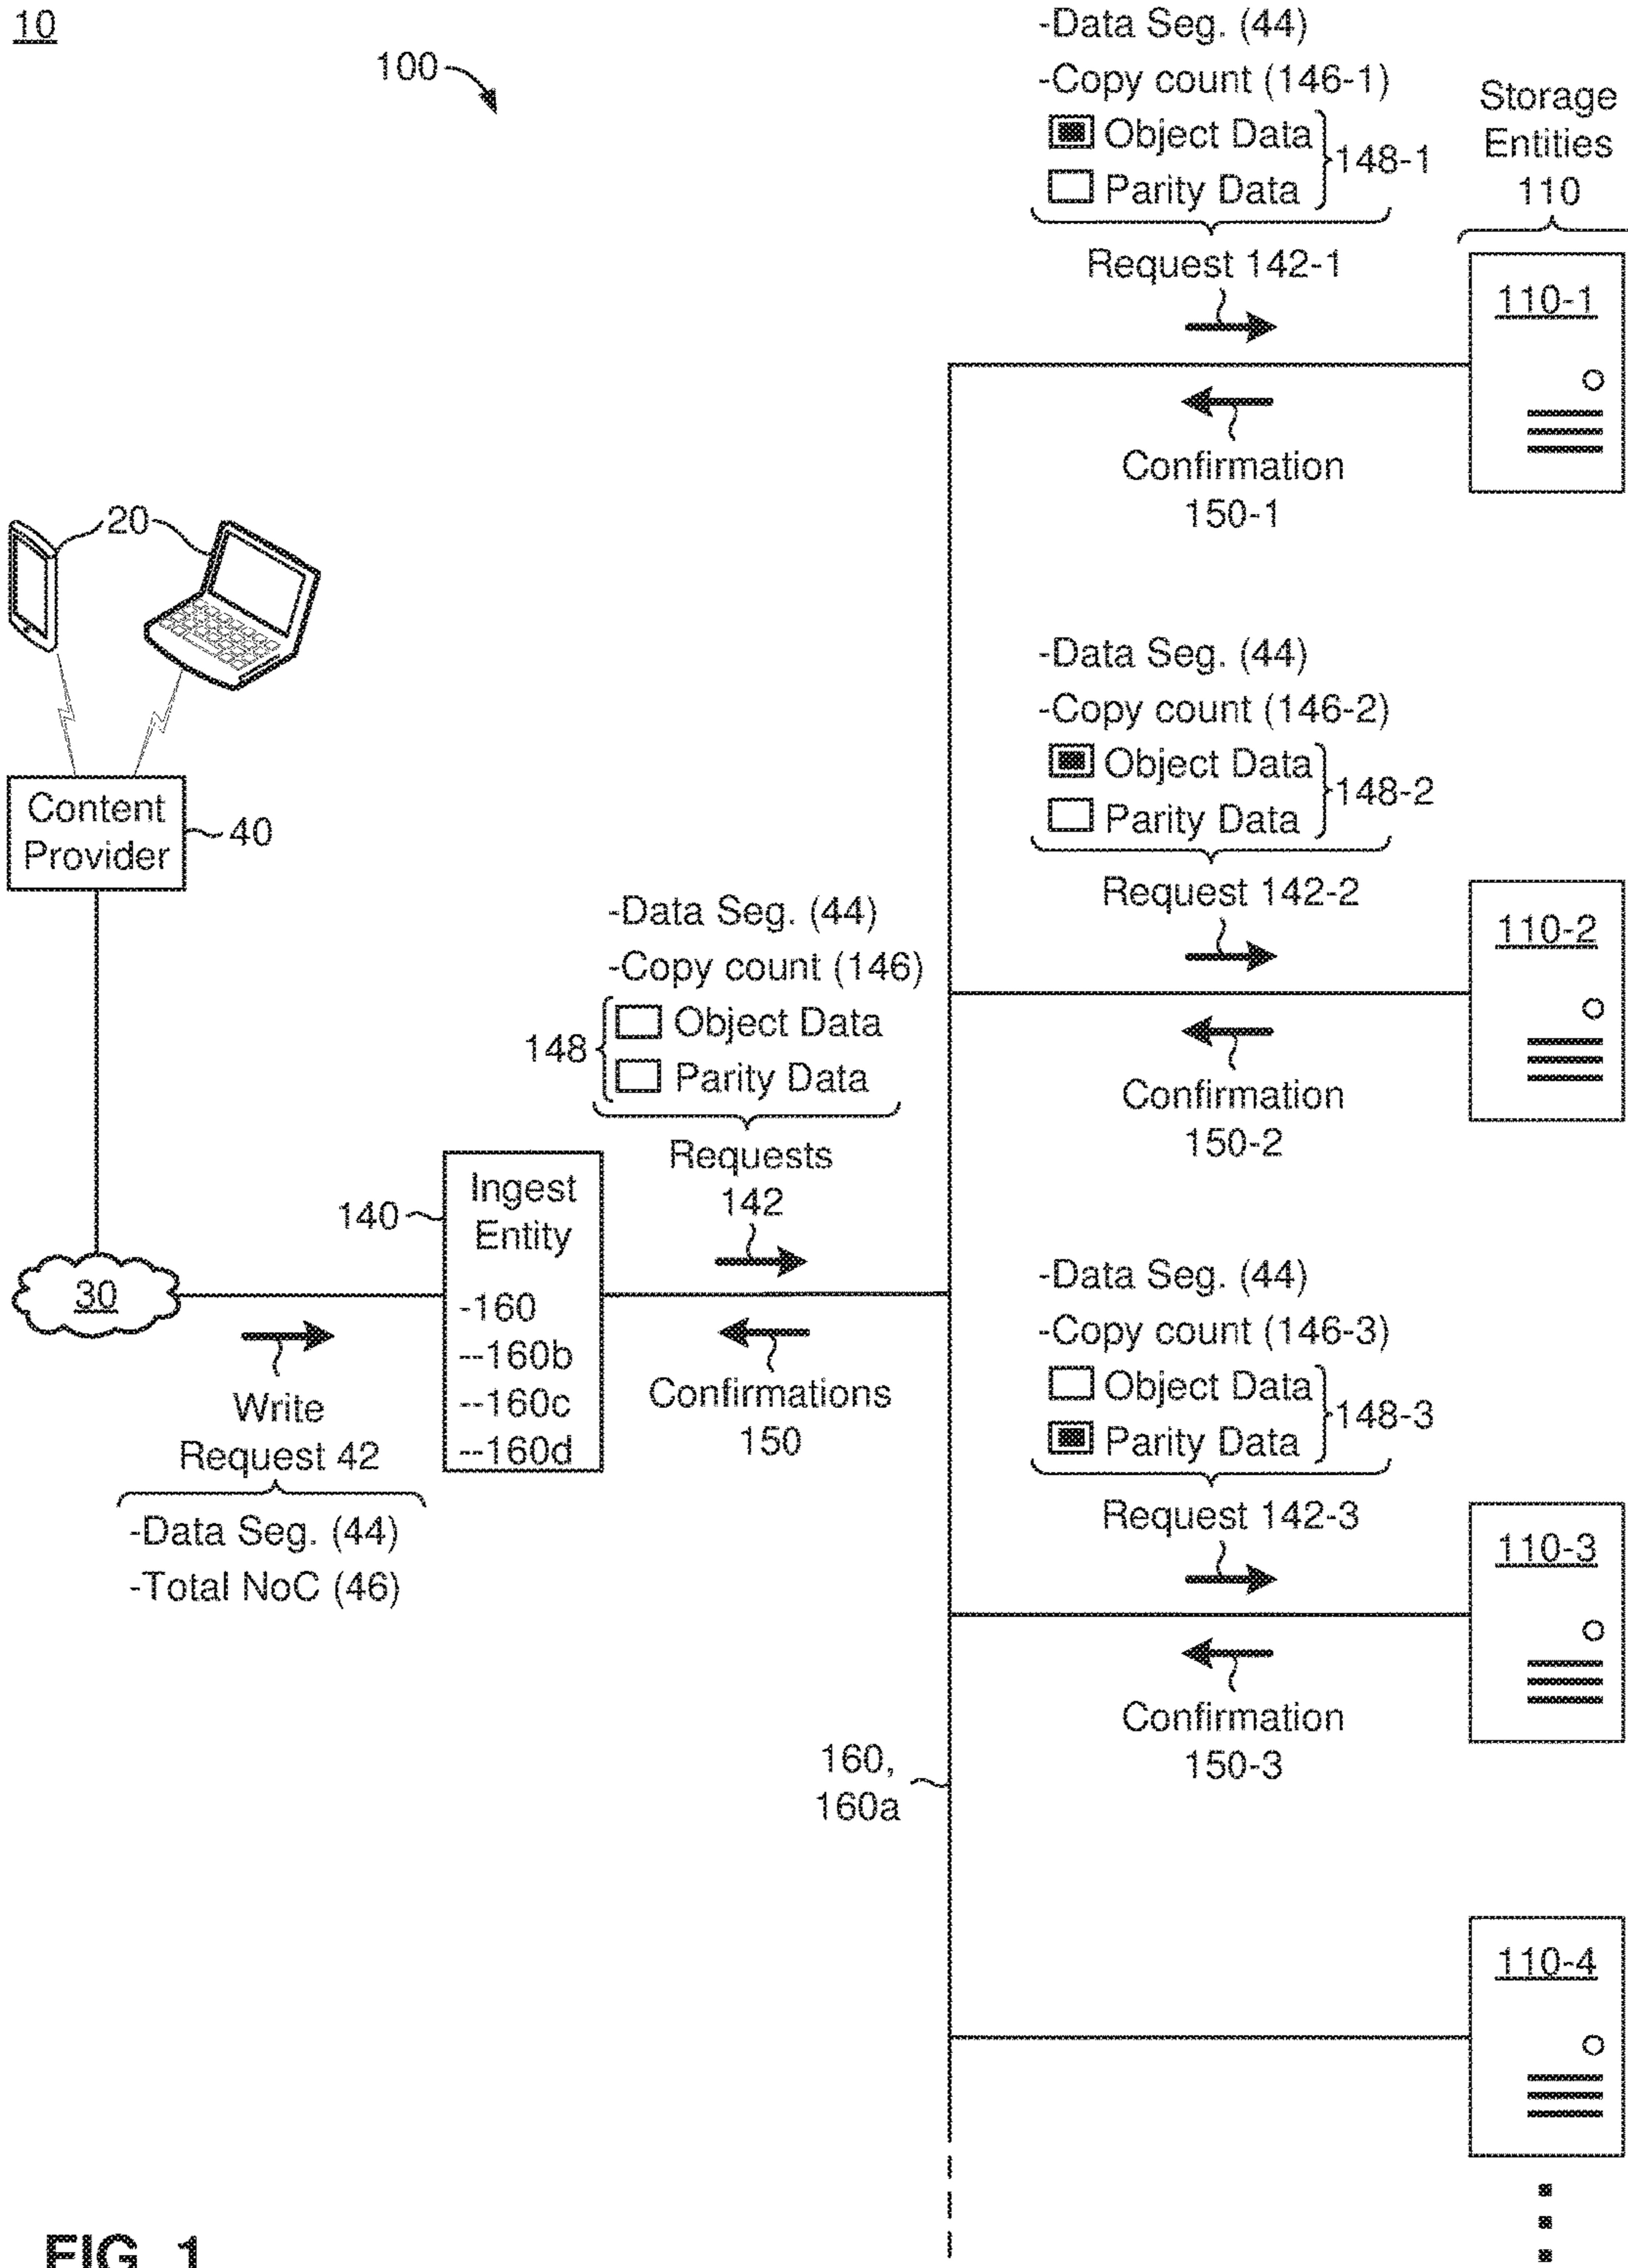 10
100
-Data Seg. (44)
-Copy count (146-1)
Object Data
Parity Data
148-1
Request 142-1
Storage
Entities
110
110-1
Confirmation
150-1
20
Content
Provider
40
-Data Seg. (44)
-Copy count (146-2)
Object Data
Parity Data
148-2
Request 142-2
110-2
Confirmation
150-2
-Data Seg. (44)
-Copy count (146)
148
Object Data
Parity Data
Requests
142
140
Ingest
Entity
-160
--160b
--160c
--160d
30
Write
Request 42
-Data Seg. (44)
-Total NoC (46)
Confirmations
150
-Data Seg. (44)
-Copy count (146-3)
Object Data
Parity Data
148-3
Request 142-3
110-3
Confirmation
150-3
160,
160a
110-4
FIG. 1